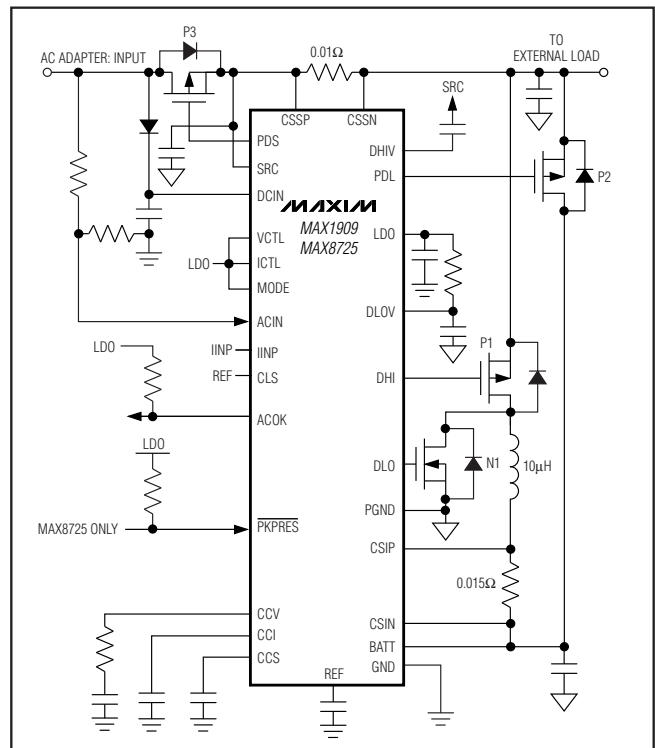 P3
0.01Ω
TO
EXTERNAL LOAD
AC ADAPTER: INPUT
CSSP
CSSN
SRC
PDS
DHIV
SRC
PDL
P2
DCIN
MAXIM
MAX1909
MAX8725
VCTL
LDO
LDO
ICTL
MODE
DLOV
ACIN
P1
LDO
IINP
IINP
REF
CLS
DHI
ACOK
LDO
DLO
N1
10µH
MAX8725 ONLY
PKPRES
PGND
CSIP
0.015Ω
CCV
CSIN
CCI
BATT
CCS
GND
REF